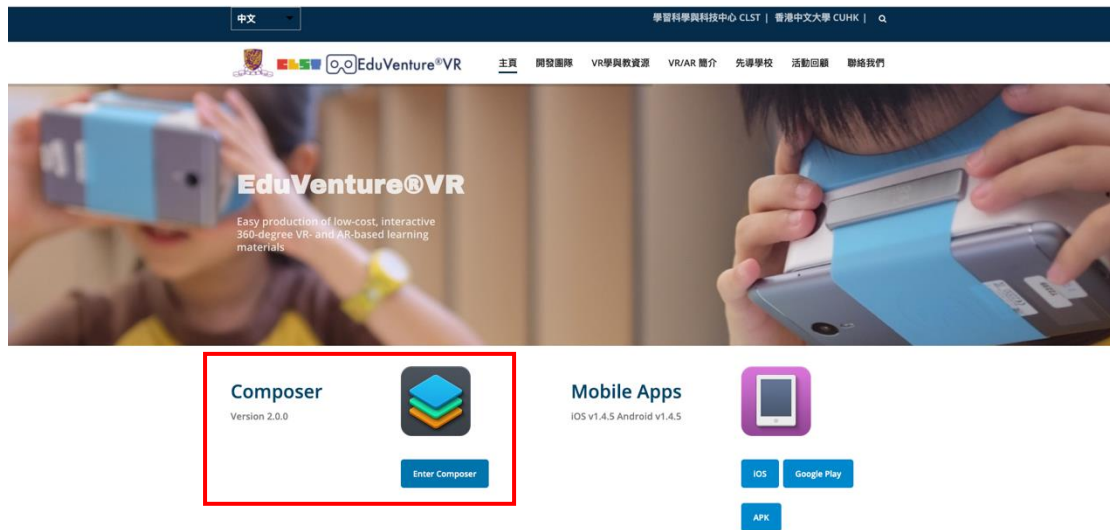 中文
學習科學與科技中心 CLST | 香港中文大學 CUHK |
CLST EduVenture®VR
主頁 開發團隊 VR學與教資源 VR/AR 簡介 先導學校 活動回顧 聯絡我們
EduVenture®VR
Easy production of low-cost, interactive
360-degree VR- and AR-based learning
materials
Composer
Version 2.0.0
Enter Composer
Mobile Apps
iOS v1.4.5 Android v1.4.5
iOS Google Play
APK